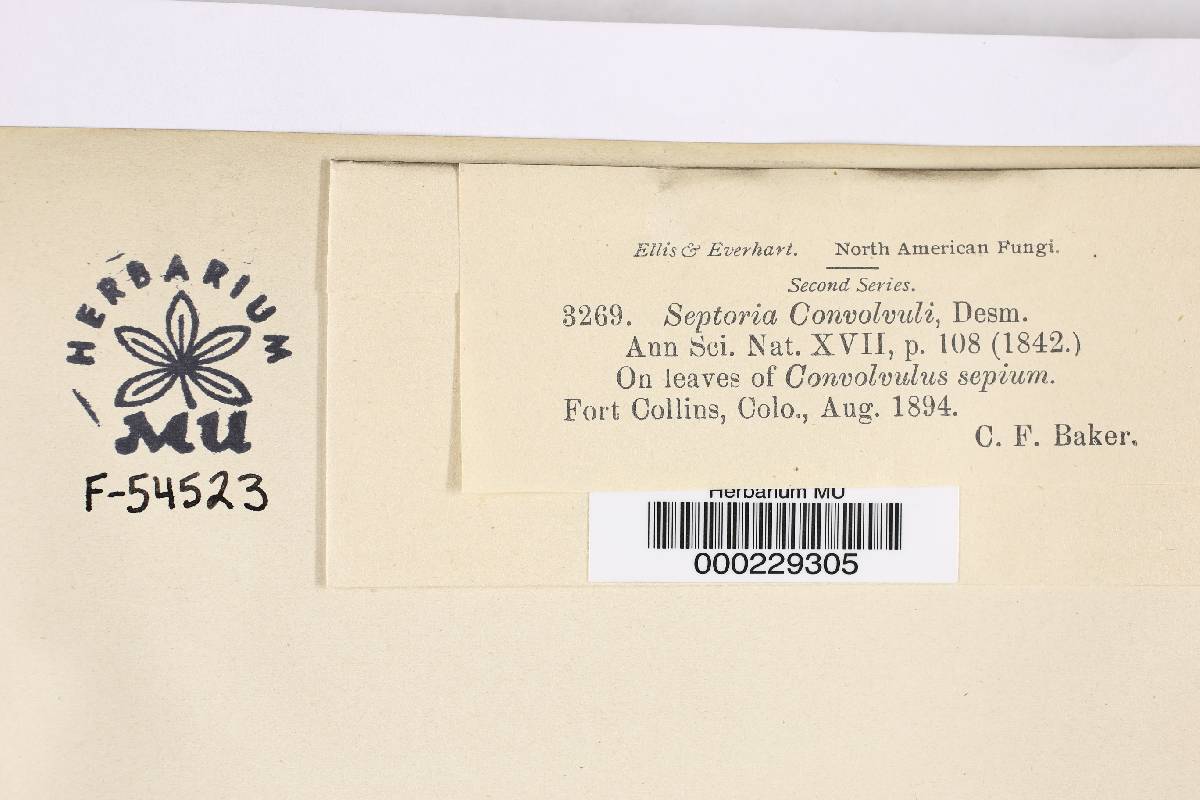 HERBARIUM
MU
F-54523
Ellis & Everhart. North American Fungi.
Second Series.
3269. Septoria Convolvuli, Desm.
Ann Sci. Nat. XVII, p. 108 (1842.)
On leaves of Convolvulus sepium.
Fort Collins, Colo., Aug. 1894.
C. F. Baker.
Herbarium MU
000229305